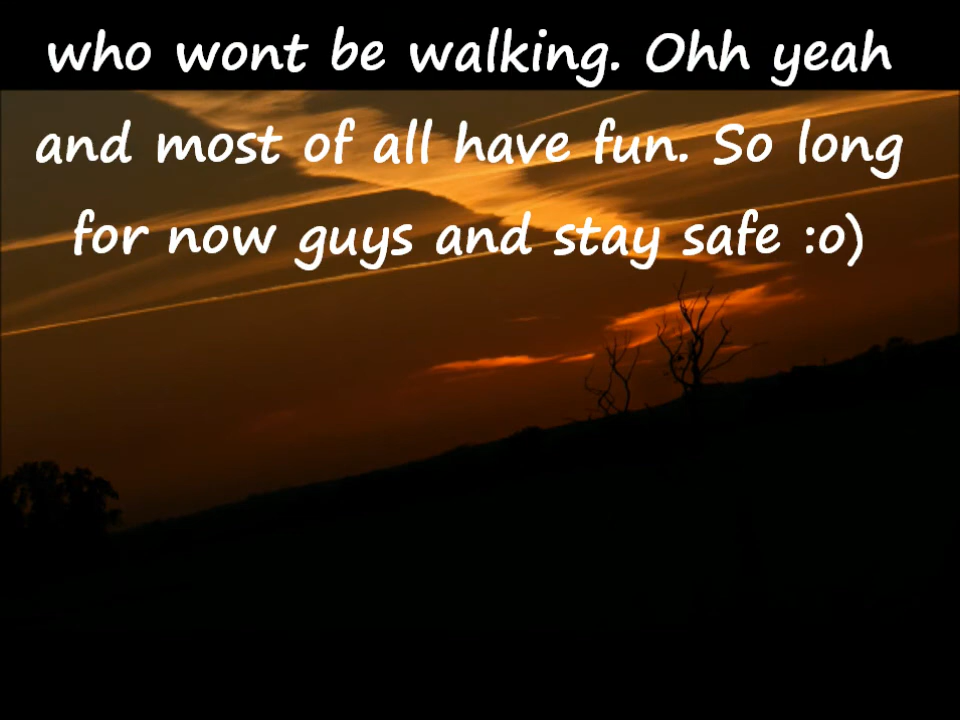 who wont be walking. Ohh yeah
and most of all have fun. So long
for now guys and stay safe :o)